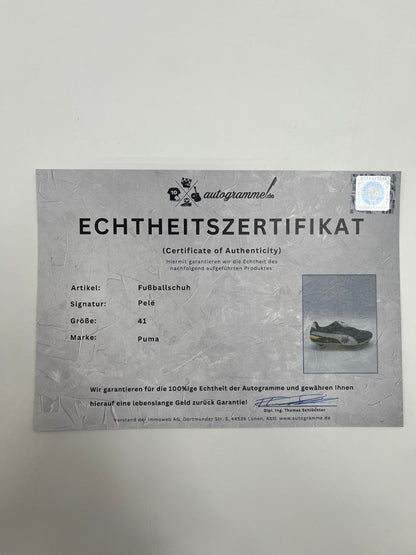 10
autogramme.de
ECHTHEITSZERTIFIKAT
(Certificate of Authenticity)
Hiermit garantieren wir die Echtheit des
nachfolgend aufgeführten Produktes.
Artikel: Fußballschuh
Signatur: Pelé
Größe: 41
Marke: Puma
Wir garantieren für die 100%ige Echtheit der Autogramme und gewähren Ihnen
hierauf eine lebenslange Geld zurück Garantie!
Dipl. Ing. Thomas Schlüchter
Vorstand der Immoweb AG, Dortmunder Str. 5, 44536 Lünen, Abtl. www.autogramme.de